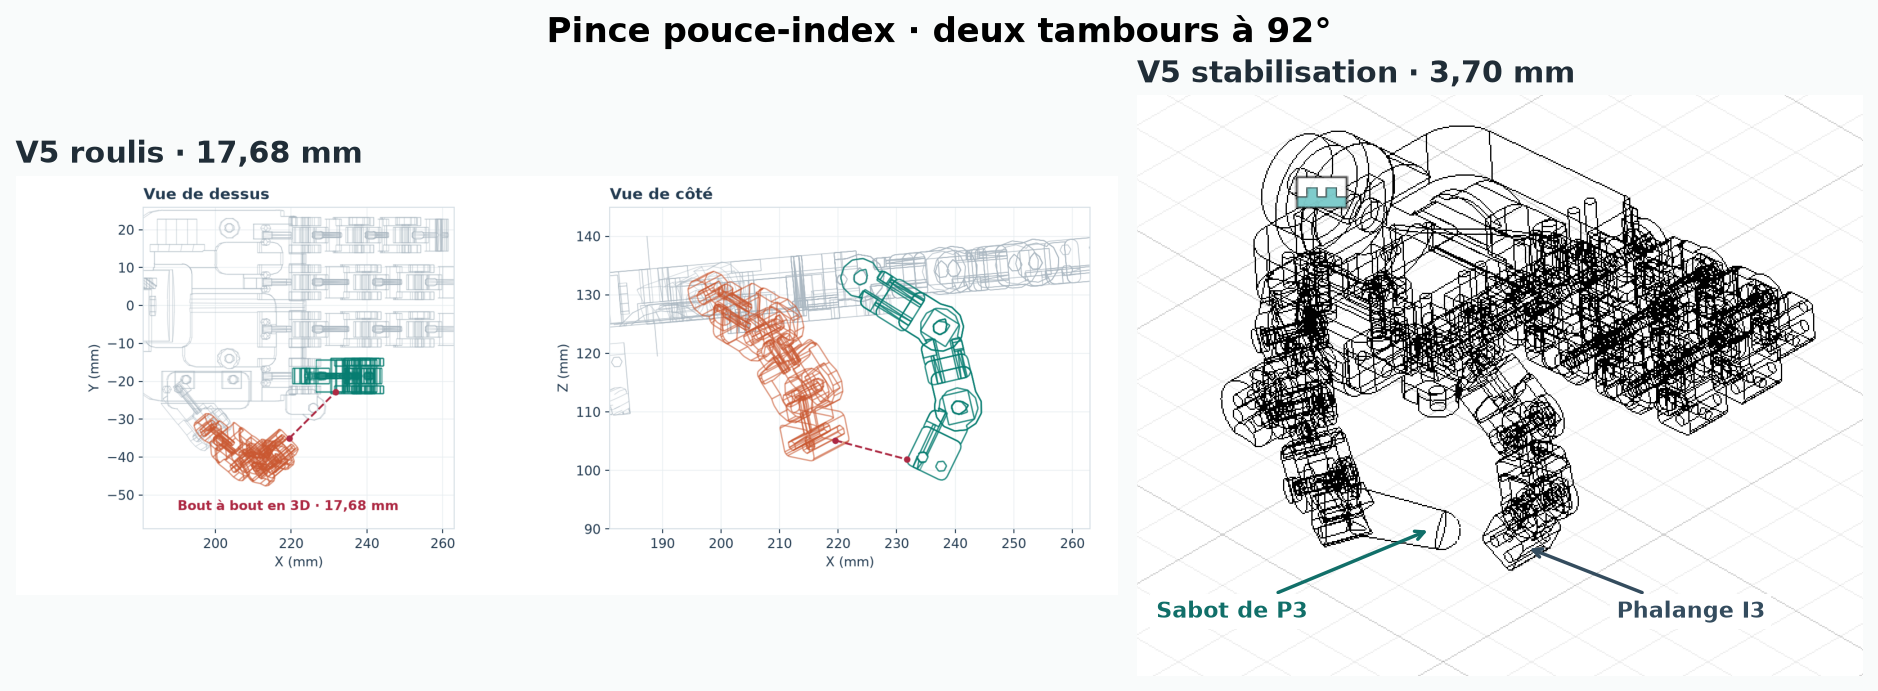 Pince pouce-index · deux tambours à 92°
V5 roulis · 17,68 mm
Vue de dessus
20
10
0
−10
−20
−30
−40
−50
Y (mm)
Bout à bout en 3D · 17,68 mm
200 220 240 260
X (mm)
Vue de côté
140
130
120
110
100
90
Z (mm)
190 200 210 220 230 240 250 260
X (mm)
V5 stabilisation · 3,70 mm
Sabot de P3
Phalange I3